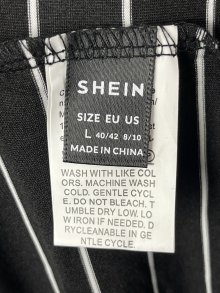 SHEIN
SIZE EU US
L 40/42 8/10
MADE IN CHINA
WASH WITH LIKE COL
ORS. MACHINE WASH
COLD. GENTLE CYCL
E. DO NOT BLEACH. T
UMBLE DRY LOW. LO
W IRON IF NEEDED. D
RYCLEANABLE IN GE
NTLE CYCLE.